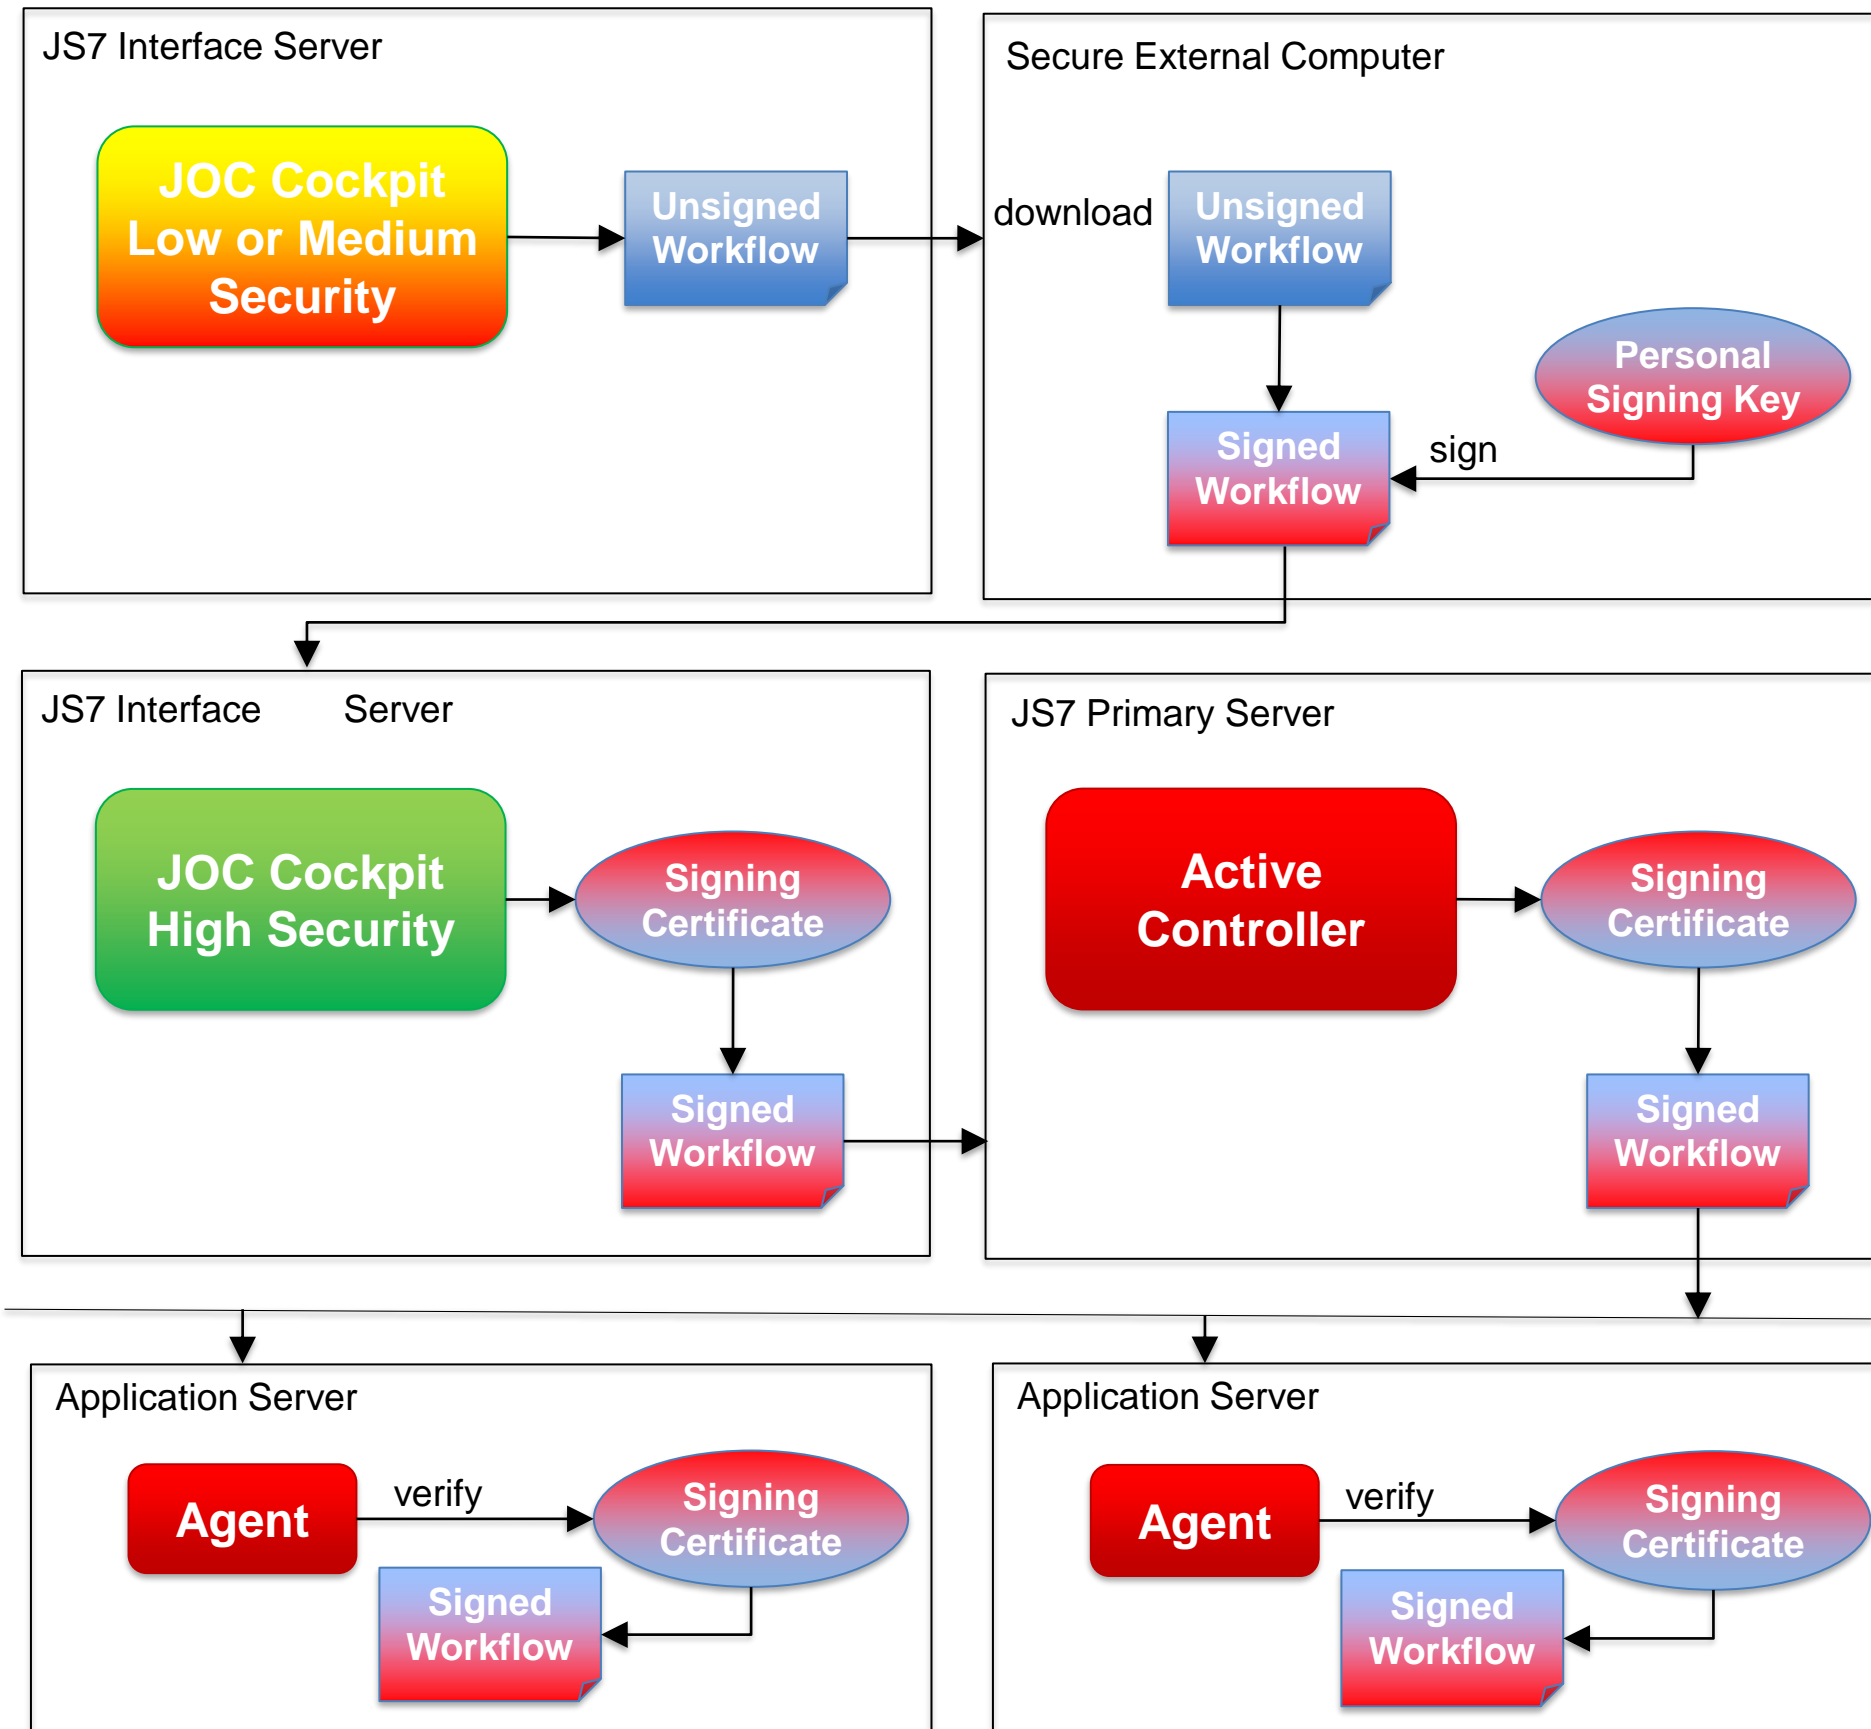 JS7 Interface Server
JOC Cockpit
Low or Medium
Security
Unsigned
Workflow
Secure External Computer
download
Unsigned
Workflow
Personal
Signing Key
sign
Signed
Workflow
JS7 Interface Server
JOC Cockpit
High Security
Signing
Certificate
Signed
Workflow
JS7 Primary Server
Active
Controller
Signing
Certificate
Signed
Workflow
Application Server
Agent
verify
Signing
Certificate
Signed
Workflow
Application Server
Agent
verify
Signing
Certificate
Signed
Workflow